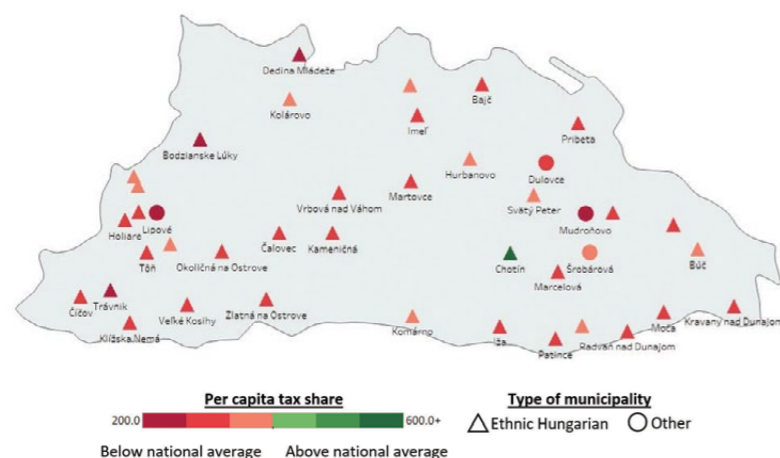 Dedina Mládeže
Kolárovo
Bajč
Imeľ
Pribeta
Bodzianske Lúky
Hurbanovo
Dulovce
Martovce
Vrbová nad Váhom
Svätý Peter
Holiare
Lipové
Mudroňovo
Čalovec
Kameničná
Tôň
Okoličná na Ostrove
Chotín
Šrobárová
Búč
Marcelová
Číčov
Trávnik
Veľké Kosihy
Zlatná na Ostrove
Klížska Nemá
Komárno
Iža
Patince
Radvaň nad Dunajom
Moča
Kravany nad Dunajom
Per capita tax share
Type of municipality
200.0
600.0+
Ethnic Hungarian
Other
Below national average
Above national average